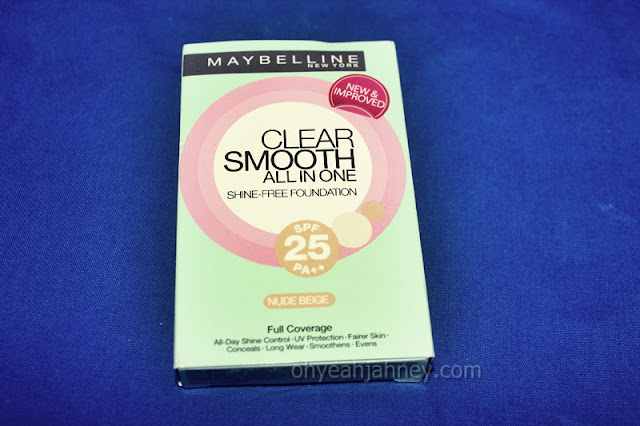 MAYBELLINE
NEW YORK
NEW &
IMPROVED
CLEAR
SMOOTH
ALL IN ONE
SHINE-FREE FOUNDATION
SPF
25
PA++
NUDE BEIGE
Full Coverage
All-Day Shine Control · UV Protection · Fairer Skin ·
Conceals · Long Wear · Smoothens · Evens
ohyeahjahney.com